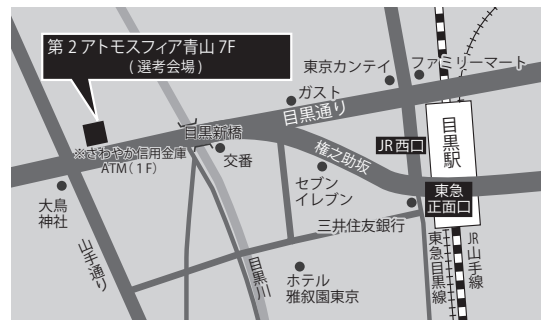 第2アトモスフィア青山7F
(選考会場)
東京カンテイ
ファミリーマート
ガスト
目黒通り
目黒新橋
※さわやか信用金庫
ATM(1F)
交番
権之助坂
JR西口
目黒駅
セブン
イレブン
東急
正面口
大鳥
神社
三井住友銀行
山手通り
目黒川
ホテル
雅叙園東京
東急目黒線
JR山手線